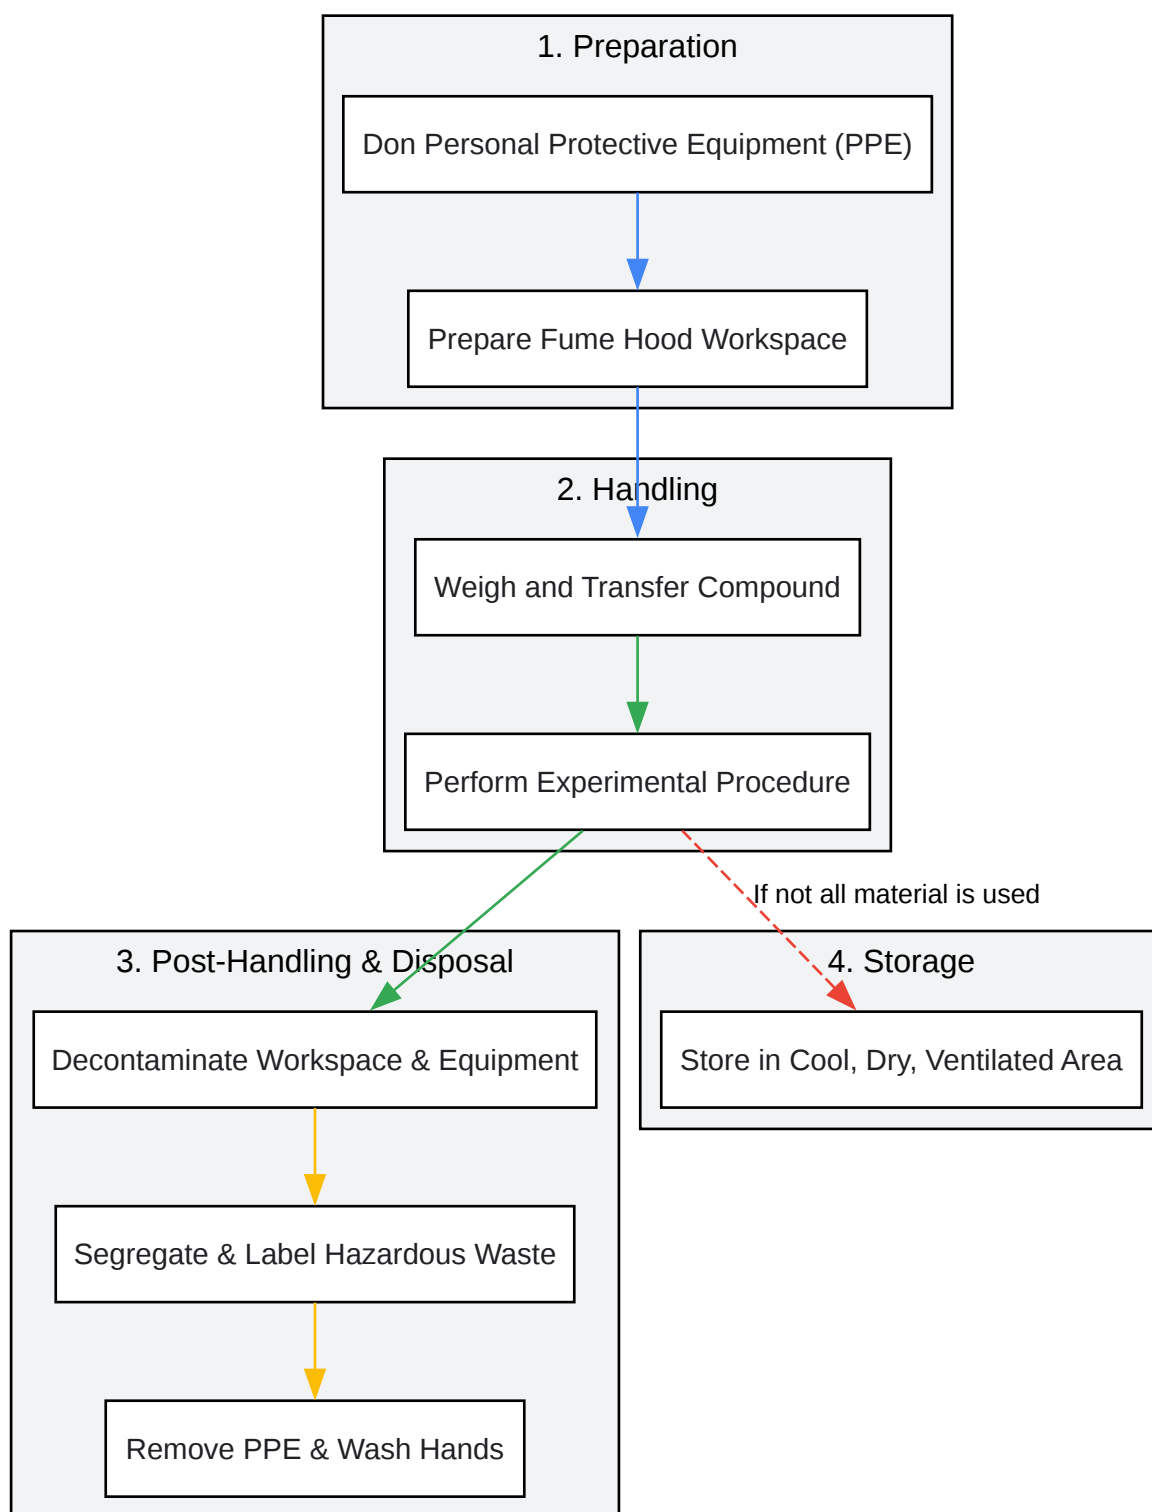 1. Preparation
Don Personal Protective Equipment (PPE)
Prepare Fume Hood Workspace
2. Handling
Weigh and Transfer Compound
Perform Experimental Procedure
If not all material is used
3. Post-Handling & Disposal
Decontaminate Workspace & Equipment
Segregate & Label Hazardous Waste
Remove PPE & Wash Hands
4. Storage
Store in Cool, Dry, Ventilated Area